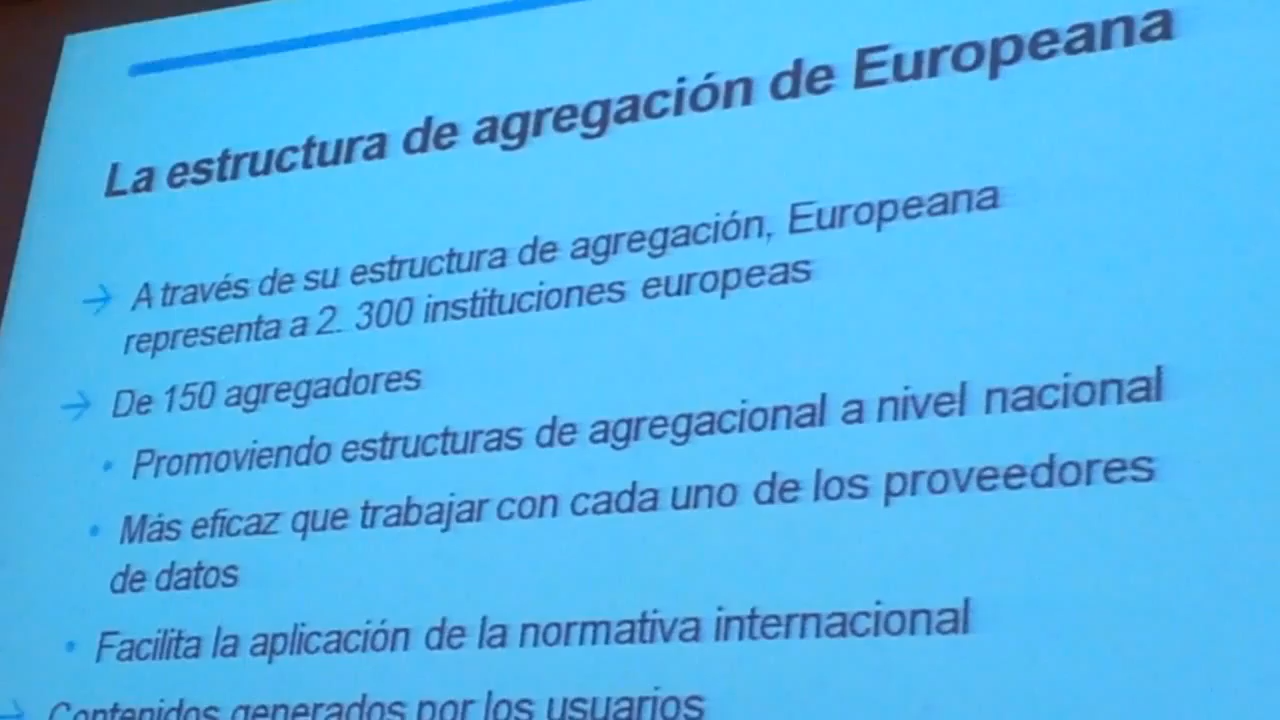 La estructura de agregación de Europeana
→ A través de su estructura de agregación, Europeana
representa a 2. 300 instituciones europeas
→ De 150 agregadores
• Promoviendo estructuras de agregacional a nivel nacional
• Más eficaz que trabajar con cada uno de los proveedores
de datos
• Facilita la aplicación de la normativa internacional
→ Contenidos generados por los usuarios